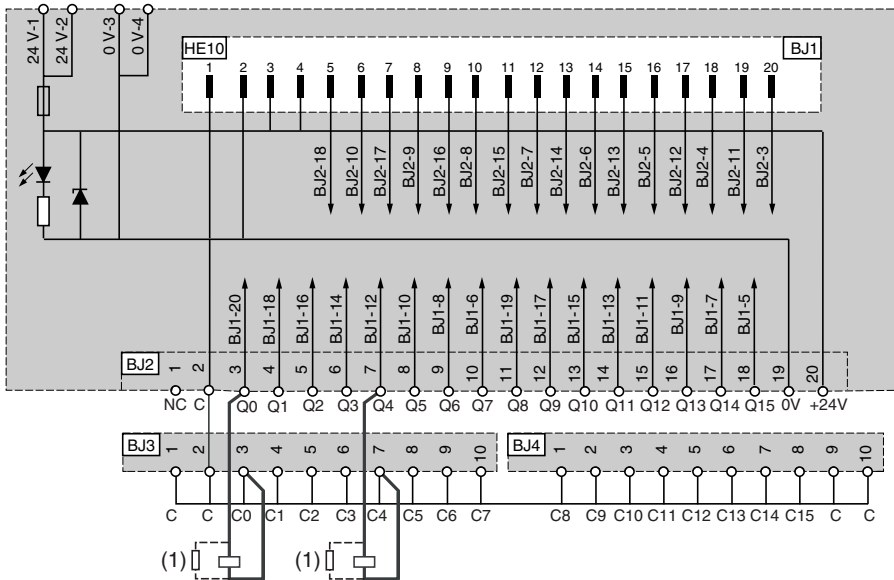 24 V-1
24 V-2
0 V-3
0 V-4
HE10
BJ1
1 2 3 4 5 6 7 8 9 10 11 12 13 14 15 16 17 18 19 20
BJ2-18
BJ2-10
BJ2-17
BJ2-9
BJ2-16
BJ2-8
BJ2-15
BJ2-7
BJ2-14
BJ2-6
BJ2-13
BJ2-5
BJ2-12
BJ2-4
BJ2-11
BJ2-3
BJ1-20
BJ1-18
BJ1-16
BJ1-14
BJ1-12
BJ1-10
BJ1-8
BJ1-6
BJ1-19
BJ1-17
BJ1-15
BJ1-13
BJ1-11
BJ1-9
BJ1-7
BJ1-5
BJ2
1 2 3 4 5 6 7 8 9 10 11 12 13 14 15 16 17 18 19 20
NC C Q0 Q1 Q2 Q3 Q4 Q5 Q6 Q7 Q8 Q9 Q10 Q11 Q12 Q13 Q14 Q15 0V +24V
BJ3
1 2 3 4 5 6 7 8 9 10
BJ4
1 2 3 4 5 6 7 8 9 10
C C C0 C1 C2 C3 C4 C5 C6 C7
C8 C9 C10 C11 C12 C13 C14 C15 C C
(1)
(1)